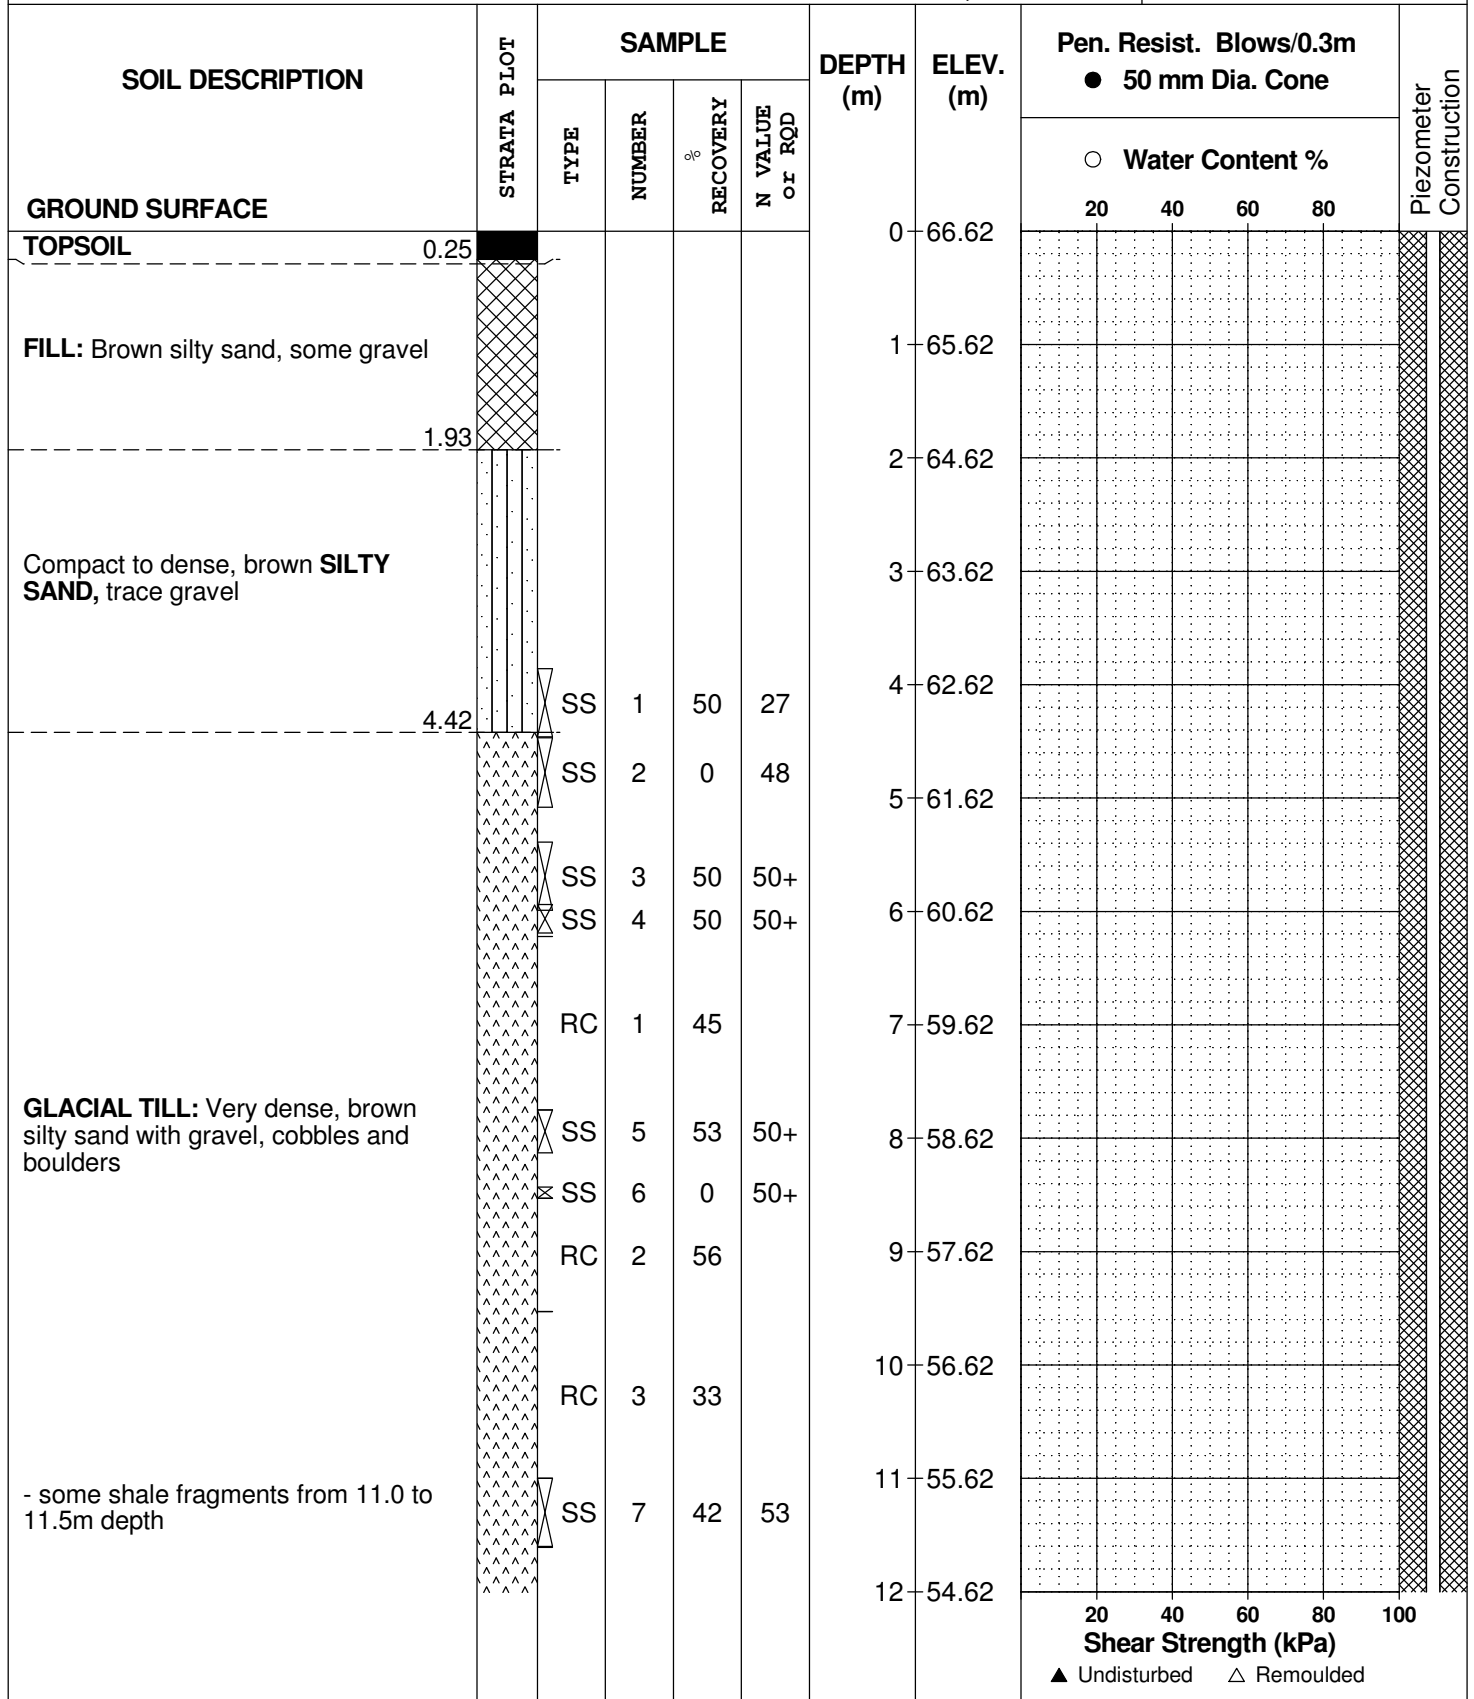 SOIL DESCRIPTION
GROUND SURFACE
STRATA PLOT
SAMPLE
TYPE
NUMBER
% RECOVERY
N VALUE or RQD
DEPTH (m)
ELEV. (m)
Pen. Resist. Blows/0.3m
● 50 mm Dia. Cone
○ Water Content %
20 40 60 80
Piezometer Construction
TOPSOIL 0.25
0 66.62
FILL: Brown silty sand, some gravel
1 65.62
1.93
2 64.62
Compact to dense, brown SILTY
SAND, trace gravel
3 63.62
4 62.62
SS 1 50 27
4.42
SS 2 0 48
5 61.62
SS 3 50 50+
SS 4 50 50+
6 60.62
RC 1 45
7 59.62
GLACIAL TILL: Very dense, brown
silty sand with gravel, cobbles and
boulders
SS 5 53 50+
8 58.62
SS 6 0 50+
RC 2 56
9 57.62
10 56.62
RC 3 33
11 55.62
- some shale fragments from 11.0 to
11.5m depth
SS 7 42 53
12 54.62
20 40 60 80 100
Shear Strength (kPa)
▲ Undisturbed △ Remoulded